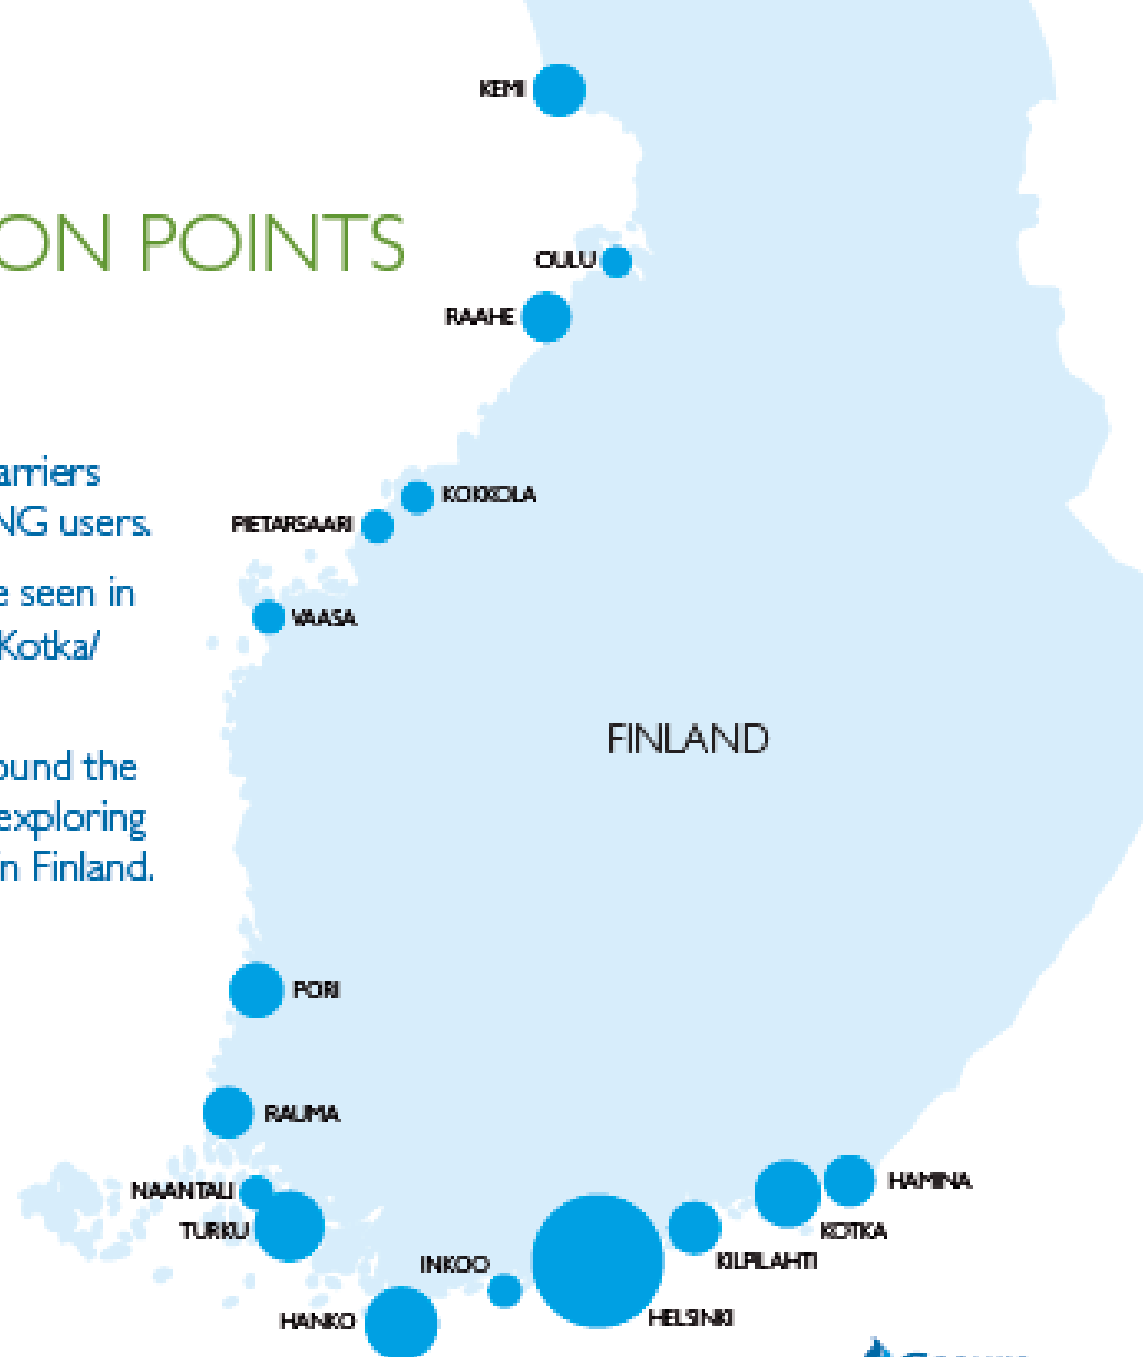 KEMI
ON POINTS
OULU
RAAHE
arriers
NG users.
KOKKOLA
PIETARSAARI
e seen in
Kotka/
VAASA
FINLAND
ound the
exploring
in Finland.
PORI
RAUMA
NAANTALI
TURKU
HAMINA
KOTKA
KILPILAHTI
INKOO
HELSINKI
HANKO